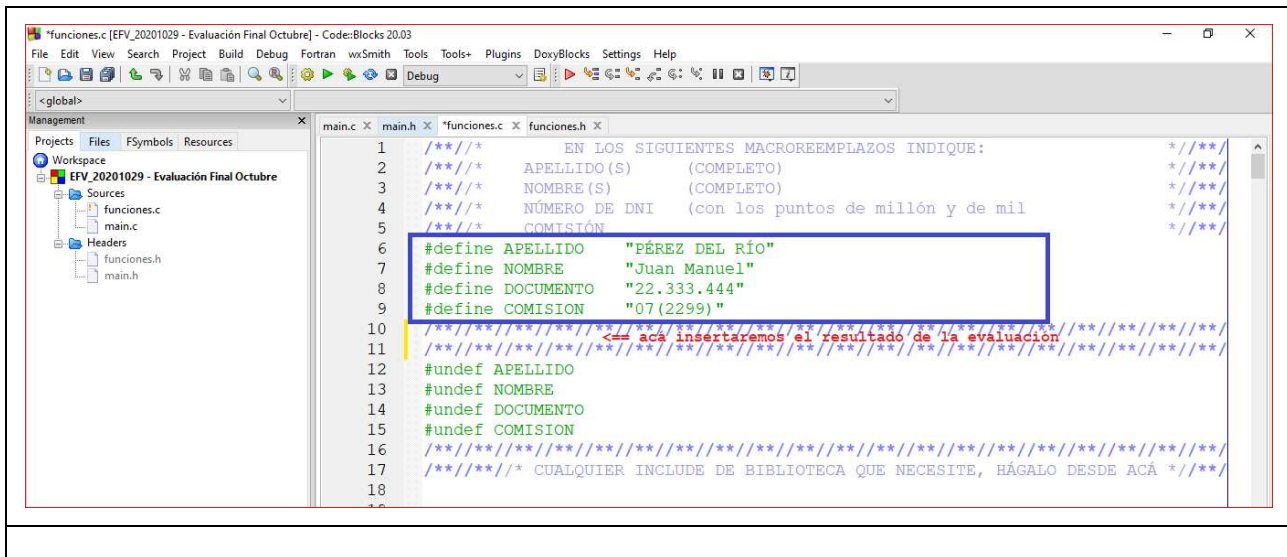 *funciones.c [EFV_20201029 - Evaluación Final Octubre] - Code::Blocks 20.03
File Edit View Search Project Build Debug Fortran wxSmith Tools Tools+ Plugins DoxyBlocks Settings Help
Debug
<global>
Management
Projects Files FSymbols Resources
Workspace
EFV_20201029 - Evaluación Final Octubre
Sources
funciones.c
main.c
Headers
funciones.h
main.h
main.c main.h *funciones.c funciones.h
1 /**//* EN LOS SIGUIENTES MACROREEMPLAZOS INDIQUE: *//**/
2 /**//* APELLIDO(S) (COMPLETO) *//**/
3 /**//* NOMBRE(S) (COMPLETO) *//**/
4 /**//* NÚMERO DE DNI (con los puntos de millón y de mil *//**/
5 /**//* COMISIÓN *//**/
6 #define APELLIDO "PÉREZ DEL RÍO"
7 #define NOMBRE "Juan Manuel"
8 #define DOCUMENTO "22.333.444"
9 #define COMISION "07(2299)"
10 /**//**//**//**//**//**//**//**//**//**//**//**//**//**//**//**//**//**//**/
<== acá insertaremos el resultado de la evaluación
11 /**//**//**//**//**//**//**//**//**//**//**//**//**//**//**//**//**//**//**/
12 #undef APELLIDO
13 #undef NOMBRE
14 #undef DOCUMENTO
15 #undef COMISION
16 /**//**//**//**//**//**//**//**//**//**//**//**//**//**//**//**//**//**//**/
17 /**//**//* CUALQUIER INCLUDE DE BIBLIOTECA QUE NECESITE, HÁGALO DESDE ACÁ *//**/
18